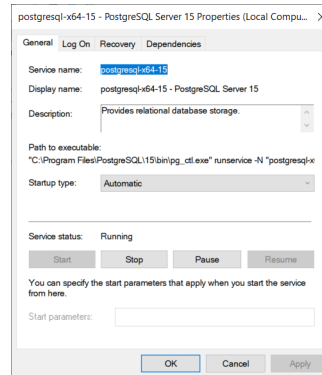 postgresql-x64-15 - PostgreSQL Server 15 Properties (Local Compu...
General Log On Recovery Dependencies
Service name: postgresql-x64-15
Display name: postgresql-x64-15 - PostgreSQL Server 15
Description: Provides relational database storage.
Path to executable:
"C:\Program Files\PostgreSQL\15\bin\pg_ctl.exe" runservice -N "postgresql-x
Startup type: Automatic
Service status: Running
Start Stop Pause Resume
You can specify the start parameters that apply when you start the service
from here.
Start parameters:
OK Cancel Apply